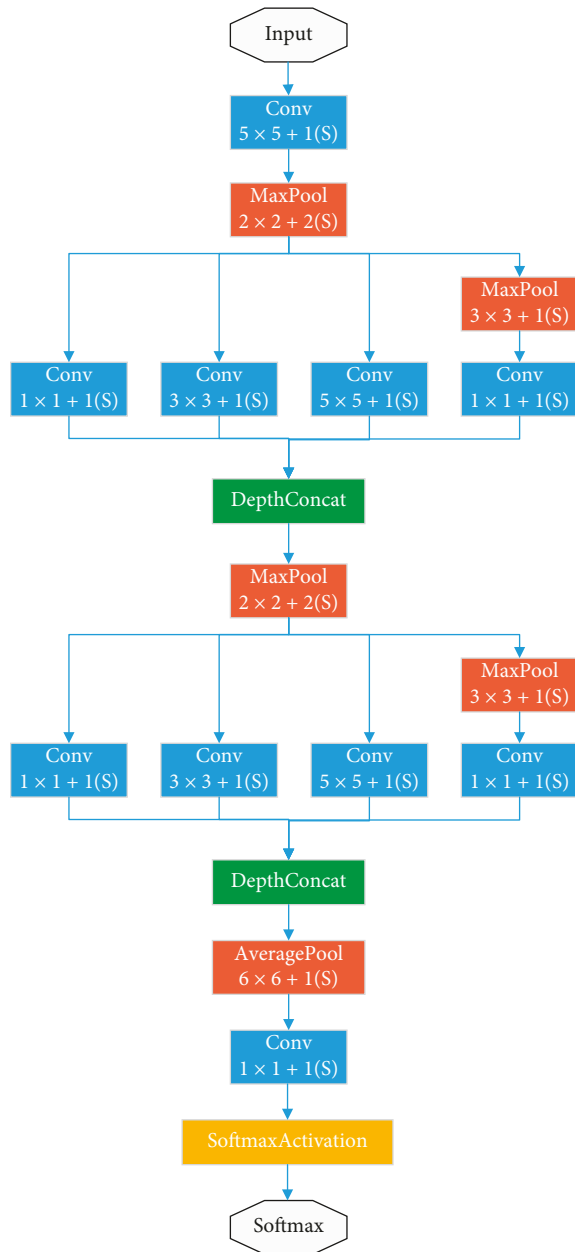 Input
Conv
5 × 5 + 1(S)
MaxPool
2 × 2 + 2(S)
MaxPool
3 × 3 + 1(S)
Conv
1 × 1 + 1(S)
Conv
3 × 3 + 1(S)
Conv
5 × 5 + 1(S)
Conv
1 × 1 + 1(S)
DepthConcat
MaxPool
2 × 2 + 2(S)
MaxPool
3 × 3 + 1(S)
Conv
1 × 1 + 1(S)
Conv
3 × 3 + 1(S)
Conv
5 × 5 + 1(S)
Conv
1 × 1 + 1(S)
DepthConcat
AveragePool
6 × 6 + 1(S)
Conv
1 × 1 + 1(S)
SoftmaxActivation
Softmax